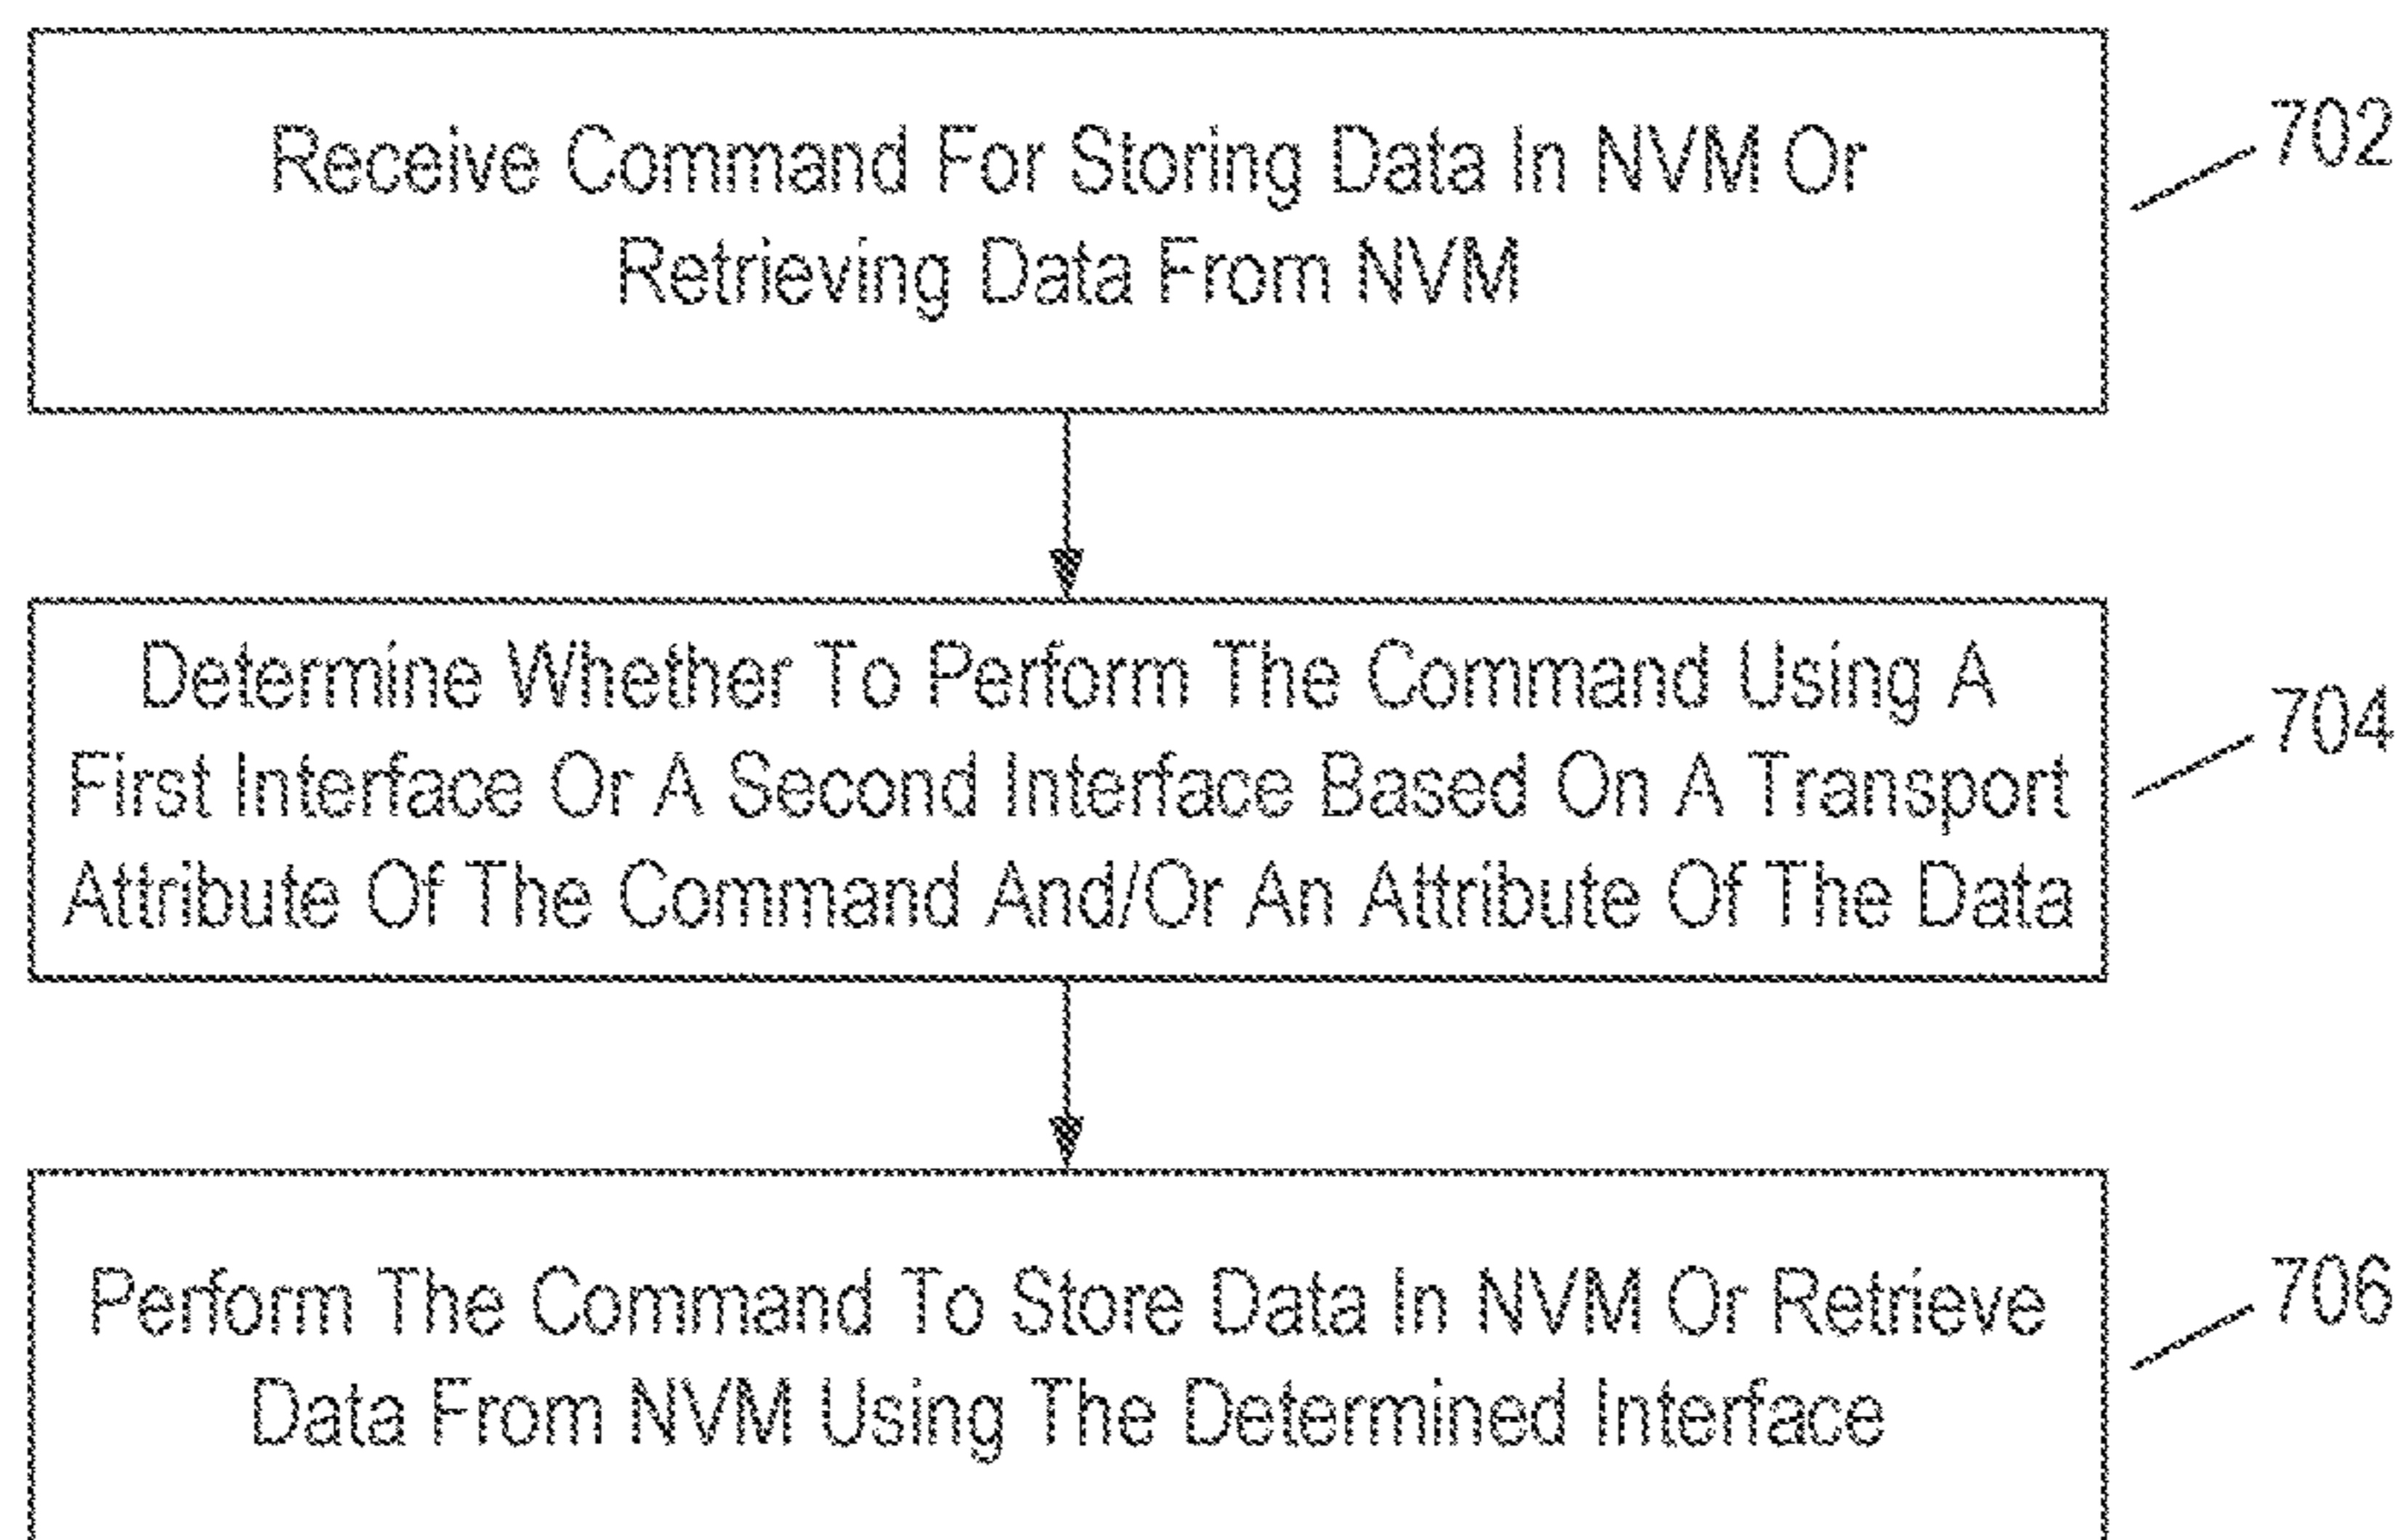 Receive Command For Storing Data In NVM Or
Retrieving Data From NVM
702
Determine Whether To Perform The Command Using A
First Interface Or A Second Interface Based On A Transport
Attribute Of The Command And/Or An Attribute Of The Data
704
Perform The Command To Store Data In NVM Or Retrieve
Data From NVM Using The Determined Interface
706